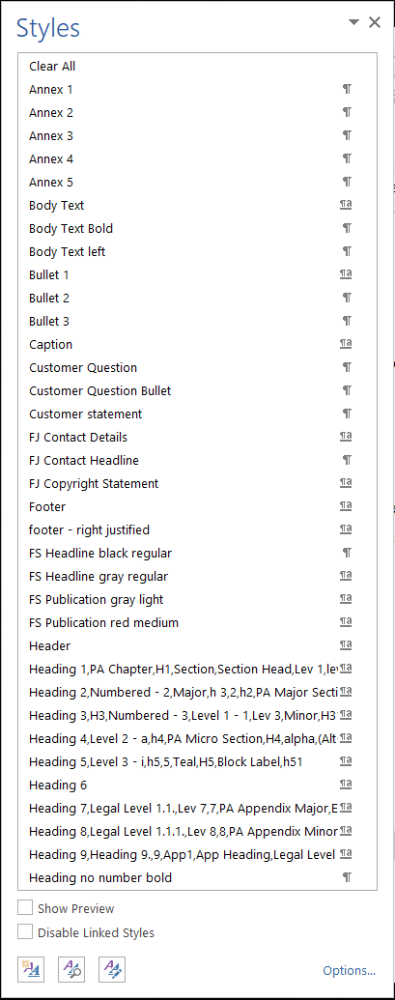 Styles
Clear All
Annex 1
Annex 2
Annex 3
Annex 4
Annex 5
Body Text
Body Text Bold
Body Text left
Bullet 1
Bullet 2
Bullet 3
Caption
Customer Question
Customer Question Bullet
Customer statement
FJ Contact Details
FJ Contact Headline
FJ Copyright Statement
Footer
footer - right justified
FS Headline black regular
FS Headline gray regular
FS Publication gray light
FS Publication red medium
Header
Heading 1,PA Chapter,H1,Section,Section Head,Lev 1,lev
Heading 2,Numbered - 2,Major,h 3,2,h2,PA Major Secti
Heading 3,H3,Numbered - 3,Level 1 - 1,Lev 3,Minor,H3
Heading 4,Level 2 - a,h4,PA Micro Section,H4,alpha,(Alt
Heading 5,Level 3 - i,h5,5,Teal,H5,Block Label,h51
Heading 6
Heading 7,Legal Level 1.1.,Lev 7,7,PA Appendix Major,E
Heading 8,Legal Level 1.1.1.,Lev 8,8,PA Appendix Minor
Heading 9,Heading 9.,9,App1,App Heading,Legal Level
Heading no number bold
Show Preview
Disable Linked Styles
Options...